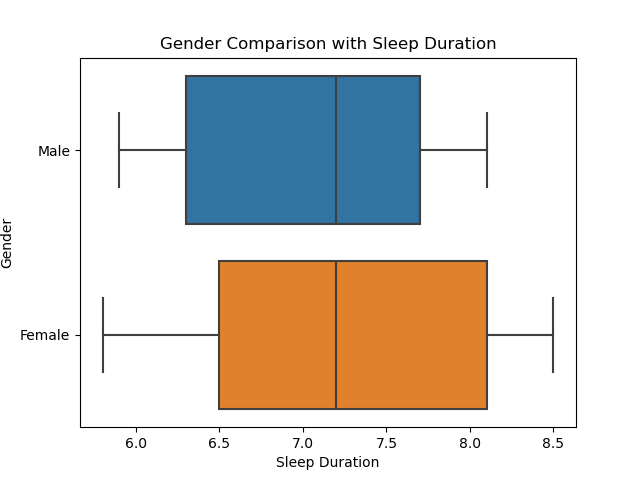 Gender Comparison with Sleep Duration
Gender
Male
Female
6.0 6.5 7.0 7.5 8.0 8.5
Sleep Duration